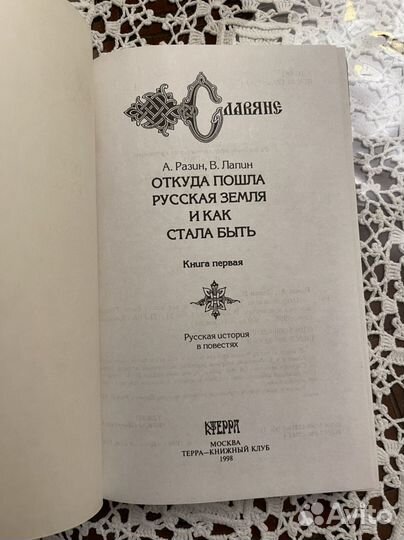 Славяне
А. Разин, В. Лапин
ОТКУДА ПОШЛА
РУССКАЯ ЗЕМЛЯ
И КАК
СТАЛА БЫТЬ
Книга первая
Русская история
в повестях
ТЕРРА
МОСКВА
ТЕРРА—КНИЖНЫЙ КЛУБ
1998
Avito